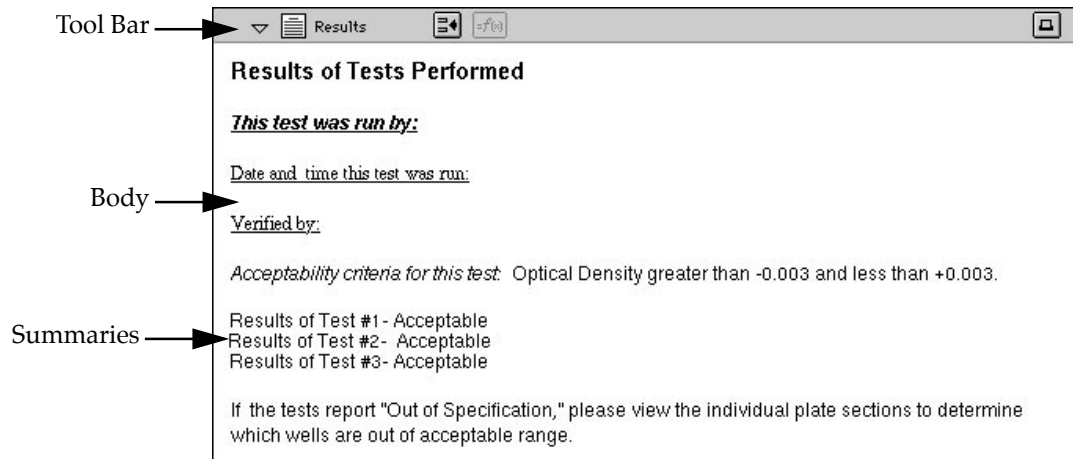 Tool Bar
Results
=f(x)
Results of Tests Performed
This test was run by:
Date and time this test was run:
Body
Verified by:
Acceptability criteria for this test: Optical Density greater than -0.003 and less than +0.003.
Results of Test #1- Acceptable
Summaries
Results of Test #2- Acceptable
Results of Test #3- Acceptable
If the tests report "Out of Specification," please view the individual plate sections to determine
which wells are out of acceptable range.